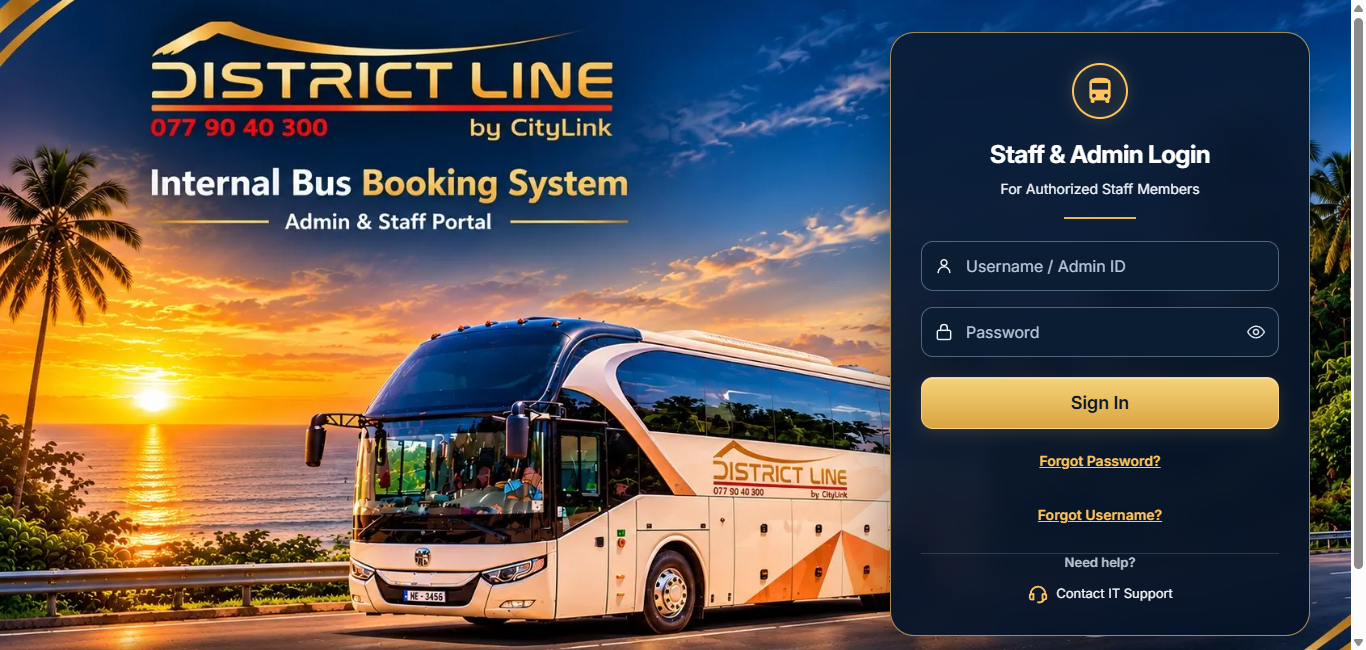 DISTRICT LINE
077 90 40 300
by CityLink
Internal Bus Booking System
Admin & Staff Portal
DISTRICT LINE
077 90 40 300
by CityLink
NE - 3456
Staff & Admin Login
For Authorized Staff Members
Username / Admin ID
Password
Sign In
Forgot Password?
Forgot Username?
Need help?
Contact IT Support